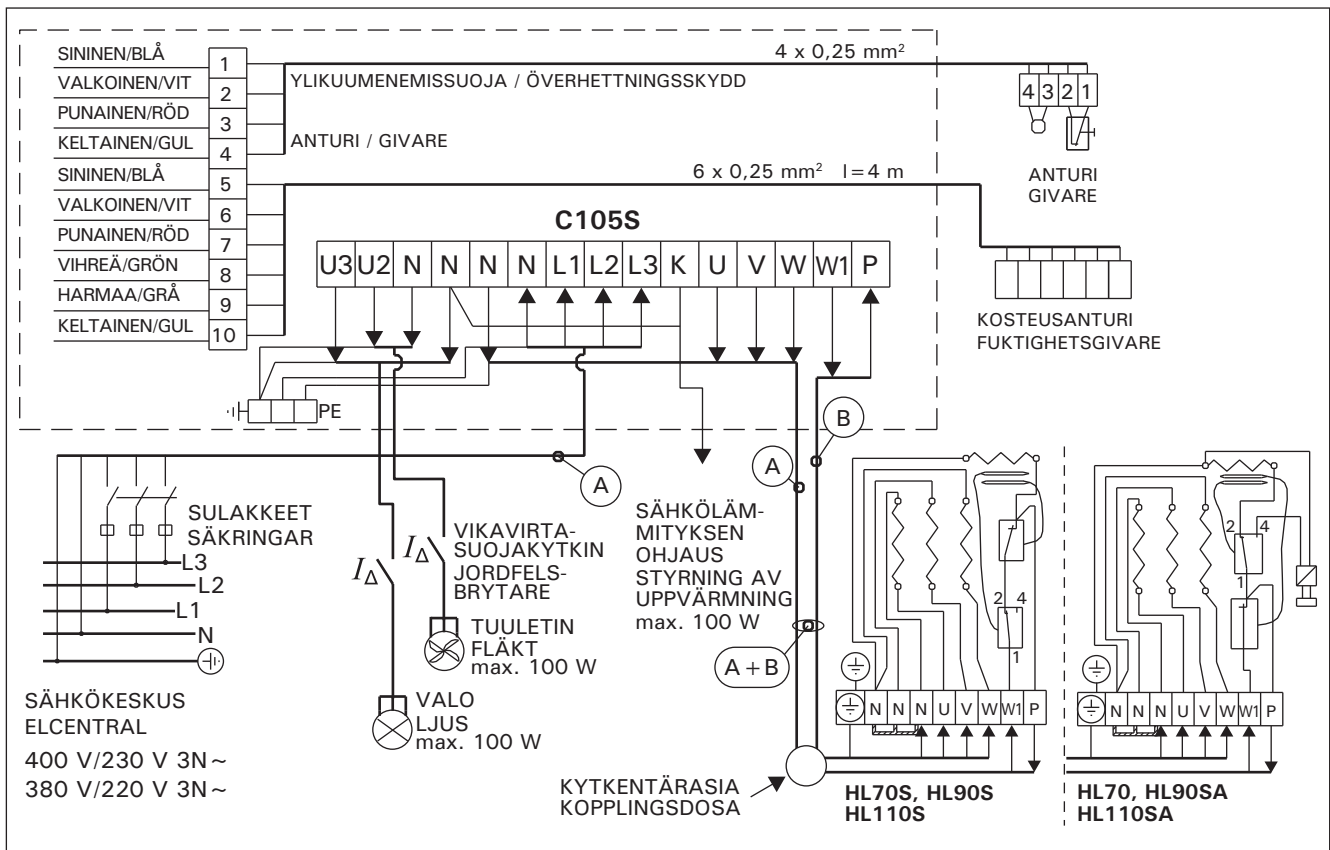 SININEN/BLÅ 1
VALKOINEN/VIT 2
PUNAINEN/RÖD 3
KELTAINEN/GUL 4
SININEN/BLÅ 5
VALKOINEN/VIT 6
PUNAINEN/RÖD 7
VIHREÄ/GRÖN 8
HARMAA/GRÅ 9
KELTAINEN/GUL 10
4 x 0,25 mm²
YLIKUUMENEMISSUOJA / ÖVERHETTNINGSSKYDD
ANTURI / GIVARE
6 x 0,25 mm² l=4 m
4 3 2 1
ANTURI
GIVARE
C105S
U3 U2 N N N N L1 L2 L3 K U V W W1 P
KOSTEUSANTURI
FUKTIGHETSGIVARE
PE
A
SULAKKEET
SÄKRINGAR
L3
L2
L1
N
SÄHKÖKESKUS
ELCENTRAL
400 V/230 V 3N~
380 V/220 V 3N~
I∆
I∆
VIKAVIRTA-
SUOJAKYTKIN
JORDFELS-
BRYTARE
TUULETIN
FLÄKT
max. 100 W
VALO
LJUS
max. 100 W
SÄHKÖLÄM-
MITYKSEN
OHJAUS
STYRNING AV
UPPVÄRMNING
max. 100 W
A
B
A+B
KYTKENTÄRASIA
KOPPLINGSDOSA
2 4
1
N N N U V W W1 P
HL70S, HL90S
HL110S
2 4
1
N N N U V W W1 P
HL70, HL90SA
HL110SA